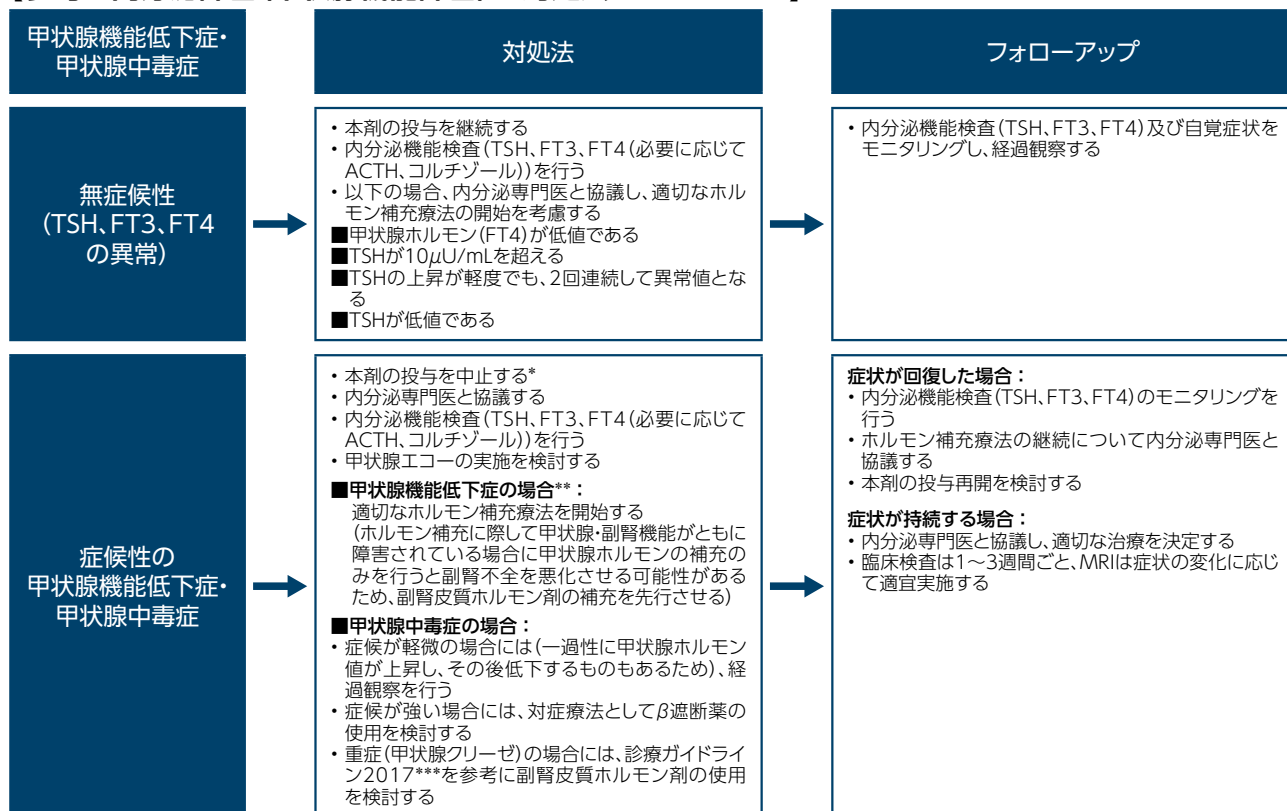 甲状腺機能低下症・
甲状腺中毒症
対処法
フォローアップ
無症候性
(TSH、FT3、FT4
の異常)
・本剤の投与を継続する
・内分泌機能検査(TSH、FT3、FT4(必要に応じて
ACTH、コルチゾール))を行う
・以下の場合、内分泌専門医と協議し、適切なホル
モン補充療法の開始を考慮する
■甲状腺ホルモン(FT4)が低値である
■TSHが10μU/mLを超える
■TSHの上昇が軽度でも、2回連続して異常値とな
る
■TSHが低値である
・内分泌機能検査(TSH、FT3、FT4)及び自覚症状を
モニタリングし、経過観察する
症候性の
甲状腺機能低下症・
甲状腺中毒症
・本剤の投与を中止する*
・内分泌専門医と協議する
・内分泌機能検査(TSH、FT3、FT4(必要に応じて
ACTH、コルチゾール))を行う
・甲状腺エコーの実施を検討する
■甲状腺機能低下症の場合**：
適切なホルモン補充療法を開始する
(ホルモン補充に際して甲状腺・副腎機能がともに
障害されている場合に甲状腺ホルモンの補充の
みを行うと副腎不全を悪化させる可能性がある
ため、副腎皮質ホルモン剤の補充を先行させる)
■甲状腺中毒症の場合：
・症候が軽微の場合には(一過性に甲状腺ホルモン
値が上昇し、その後低下するものもあるため)、経
過観察を行う
・症候が強い場合には、対症療法としてβ遮断薬の
使用を検討する
・重症(甲状腺クリーゼ)の場合には、診療ガイドライ
ン2017***を参考に副腎皮質ホルモン剤の使用
を検討する
症状が回復した場合：
・内分泌機能検査(TSH、FT3、FT4)のモニタリングを
行う
・ホルモン補充療法の継続について内分泌専門医と
協議する
・本剤の投与再開を検討する
症状が持続する場合：
・内分泌専門医と協議し、適切な治療を決定する
・臨床検査は1～3週間ごと、MRIは症状の変化に応じ
て適宜実施する